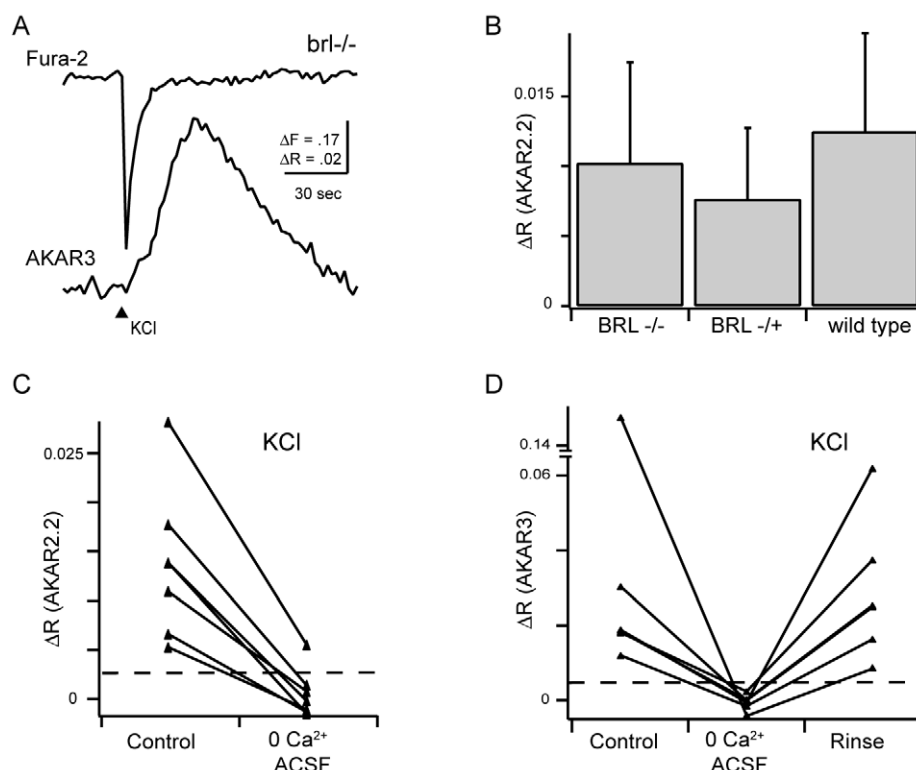 A
Fura-2
brl-/-
ΔF = .17
ΔR = .02
30 sec
AKAR3
KCl
B
ΔR (AKAR2.2)
0.015
0
BRL -/-
BRL -/+
wild type
C
KCl
ΔR (AKAR2.2)
0.025
0
Control
0 Ca²⁺
ACSF
D
KCl
ΔR (AKAR3)
0.14
0.06
0
Control
0 Ca²⁺
ACSF
Rinse